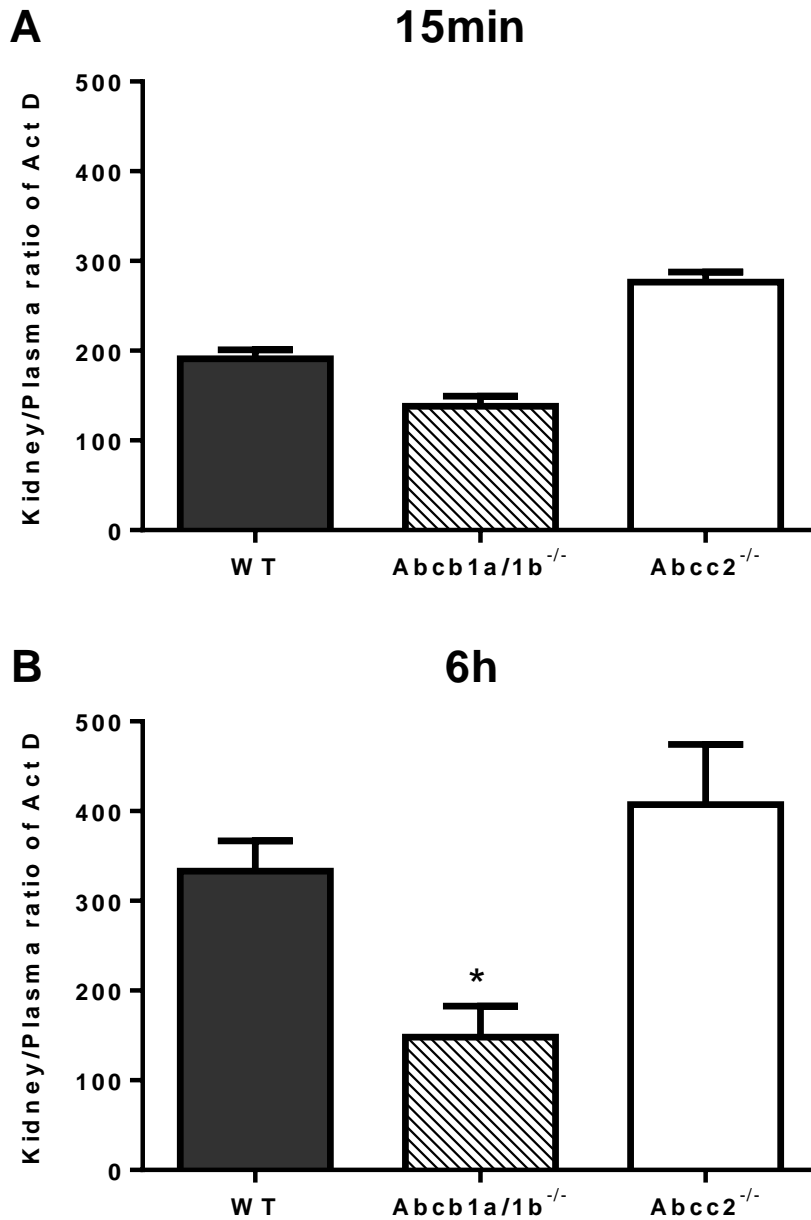 A
15min
Kidney/Plasma ratio of Act D
500
400
300
200
100
0
WT
Abcb1a/1b-/-
Abcc2-/-
B
6h
Kidney/Plasma ratio of Act D
500
400
300
200
100
0
*
WT
Abcb1a/1b-/-
Abcc2-/-